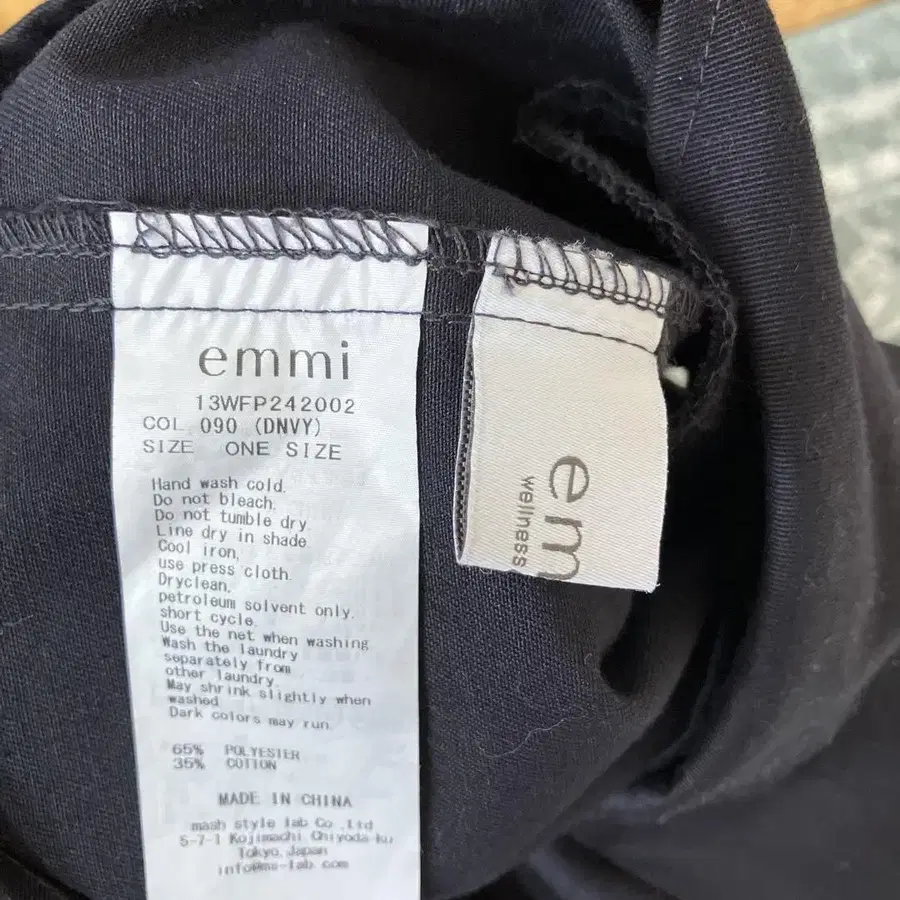 emmi
13WFP242002
COL 090 (DNVY)
SIZE ONE SIZE
Hand wash cold.
Do not bleach.
Do not tumble dry.
Line dry in shade.
Cool iron,
use press cloth.
Dryclean,
petroleum solvent only.
short cycle.
Use the net when washing
Wash the laundry
separately from
other laundry.
May shrink slightly when
washed
Dark colors may run.
65% POLYESTER
35% COTTON
MADE IN CHINA
mash style lab Co.,Ltd
5-7-1 Kojimachi Chiyoda-ku
Tokyo,Japan
info@ms-lab.com
em
wellness